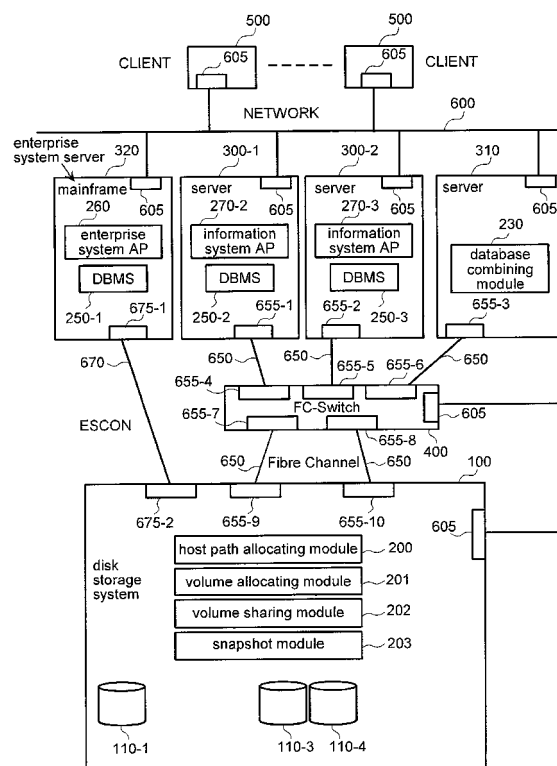 500
500
CLIENT
605
605
CLIENT
NETWORK
600
enterprise
system server
320
300-1
300-2
310
mainframe
server
server
server
605
605
605
605
260
270-2
270-3
230
enterprise
system AP
information
system AP
information
system AP
database
combining
module
DBMS
DBMS
DBMS
250-1
675-1
250-2
655-1
655-2
250-3
655-3
670
650
650
655-5
655-6
650
655-4
FC-Switch
655-7
605
ESCON
655-8
400
650
Fibre Channel
650
100
675-2
655-9
655-10
605
disk
storage
system
host path allocating module
200
volume allocating module
201
volume sharing module
202
snapshot module
203
110-1
110-3
110-4